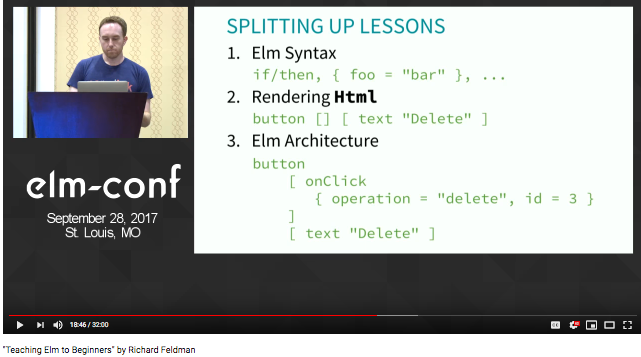 SPLITTING UP LESSONS
1. Elm Syntax
if/then, { foo = "bar" }, ...
2. Rendering Html
button [] [ text "Delete" ]
3. Elm Architecture
button
[ onClick
{ operation = "delete", id = 3 }
]
[ text "Delete" ]
elm-conf
September 28, 2017
St. Louis, MO
18:46 / 32:00
"Teaching Elm to Beginners" by Richard Feldman